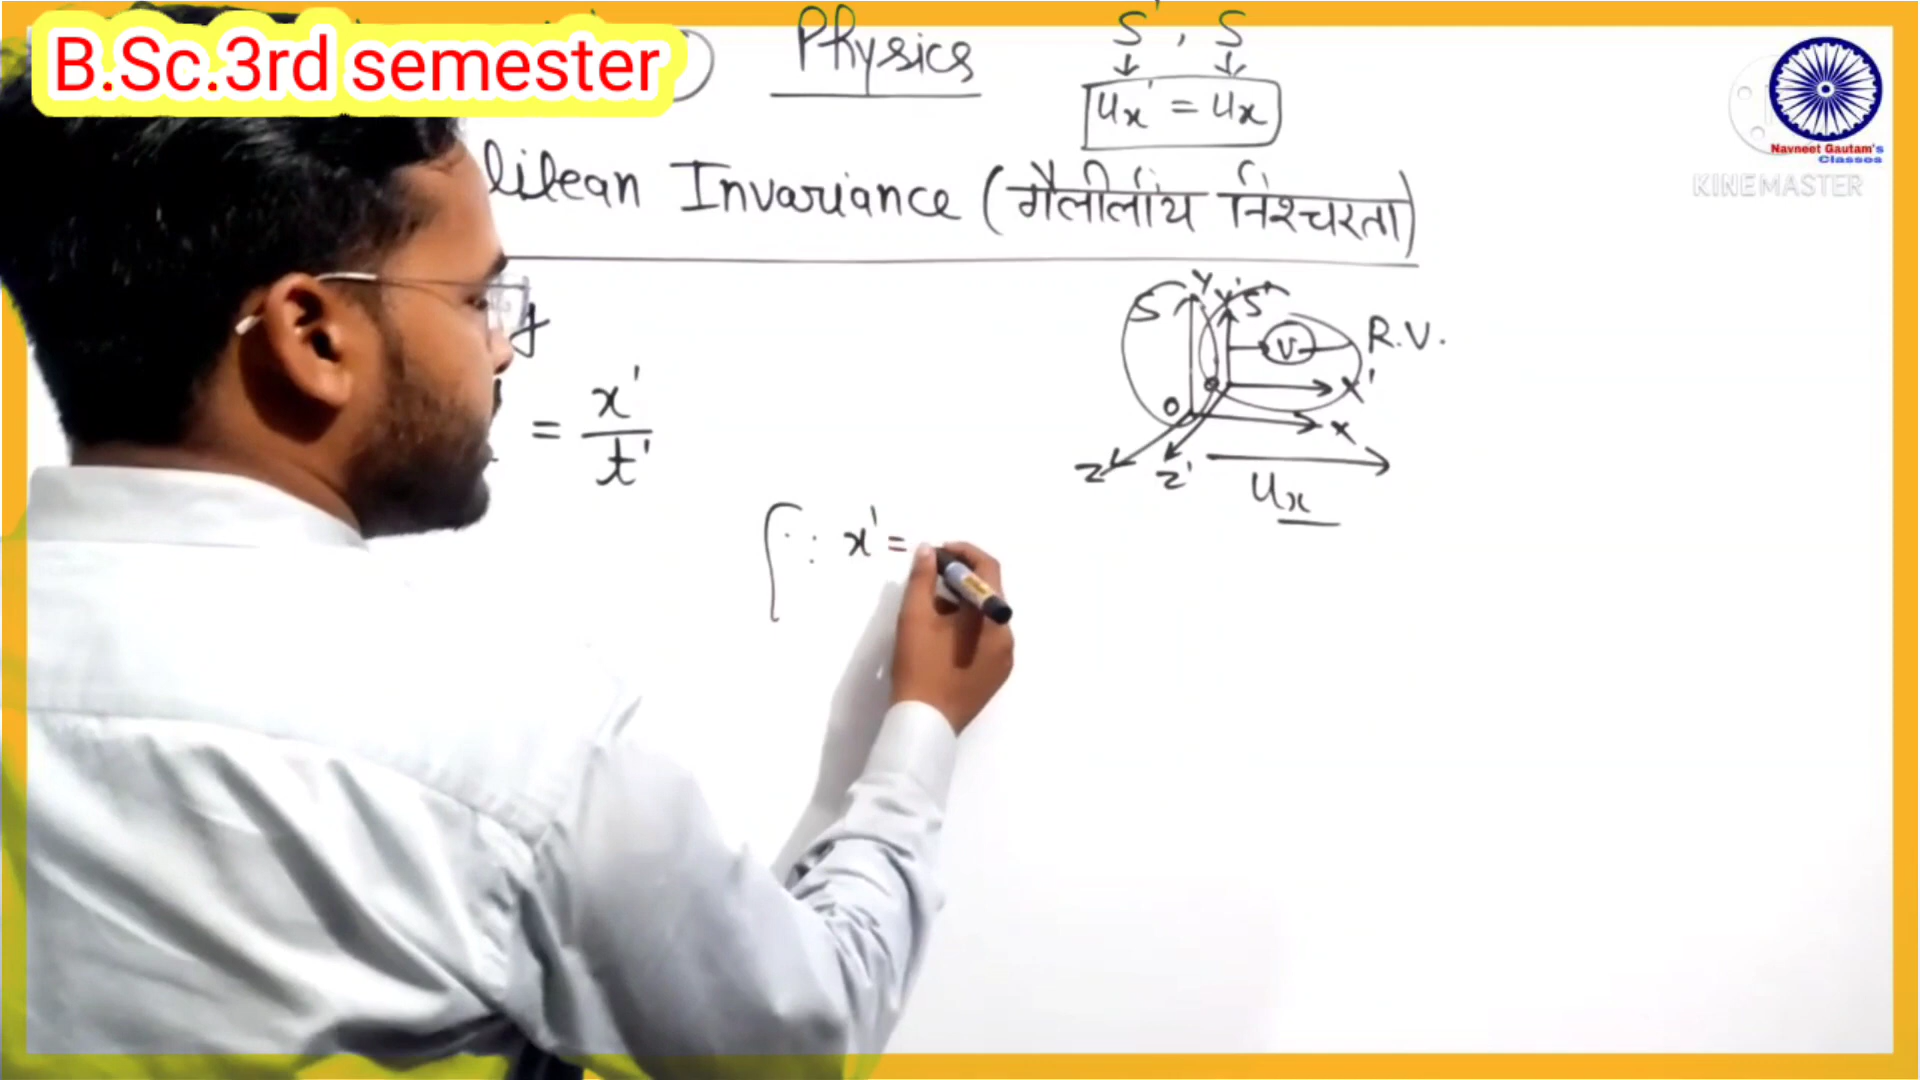 B.Sc.3rd semester
Physics
S' , S
Ux' = Ux
Navneet Gautam's
Classes
KINEMASTER
lilean Invariance (गैलीलीय निश्चरता)
y
= x'/t'
S Y Y' S'
V R.V.
O X'
O X
Z Z'
Ux
∵ x' =